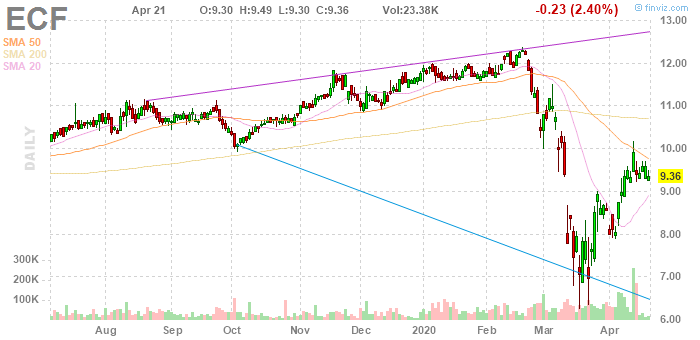 © finviz.com
ECF
Apr 21 O:9.30 H:9.49 L:9.30 C:9.36 Vol:23.38K -0.23 (2.40%)
SMA 50
SMA 200
SMA 20
DAILY
13.00
12.00
11.00
10.00
9.36
9.00
8.00
7.00
6.00
300K
200K
100K
Aug Sep Oct Nov Dec 2020 Feb Mar Apr